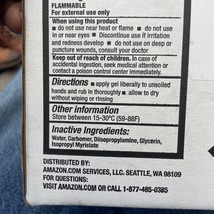 FLAMMABLE
For external use only
When using this product
▪ do not use near heat or flame ▪ do not use
in or near eyes ▪ Discontinue use if irritation
and redness develop ▪ do not use on deep or
puncture wounds, consult your doctor
Keep out of reach of children. In case of
accidental ingestion, seek medical attention or
contact a poison control center immediately.
Directions ▪ apply gel liberally to unsoiled
hands and rub in thoroughly ▪ allow to dry
without wiping or rinsing
Other information
Store between 15-30ºC (59-88F)
Inactive Ingredients:
Water, Carbomer, Diisopropylamine, Glycerin,
Isopropyl Myristate
DISTRIBUTED BY:
AMAZON.COM SERVICES, LLC. SEATTLE, WA 98109
FOR QUESTIONS:
VISIT AMAZON.COM OR CALL 1-877-485-0385